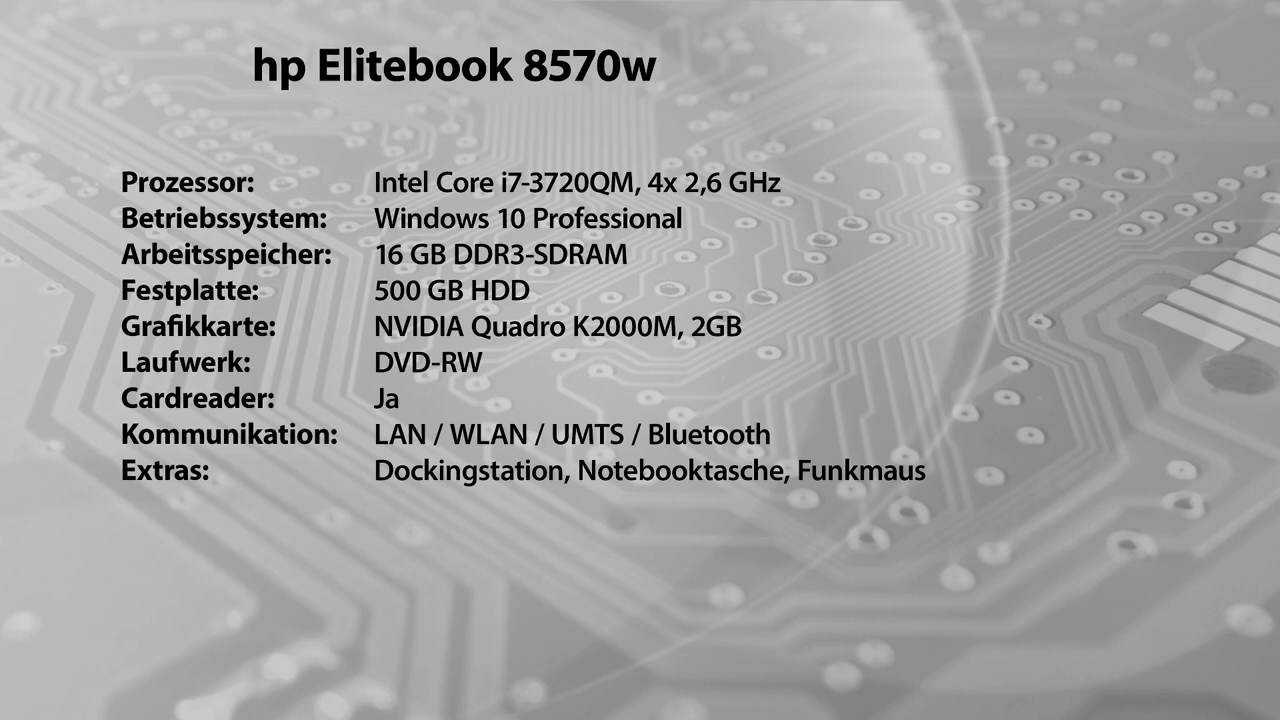 hp Elitebook 8570w
Prozessor: Intel Core i7-3720QM, 4x 2,6 GHz
Betriebssystem: Windows 10 Professional
Arbeitsspeicher: 16 GB DDR3-SDRAM
Festplatte: 500 GB HDD
Grafikkarte: NVIDIA Quadro K2000M, 2GB
Laufwerk: DVD-RW
Cardreader: Ja
Kommunikation: LAN / WLAN / UMTS / Bluetooth
Extras: Dockingstation, Notebooktasche, Funkmaus